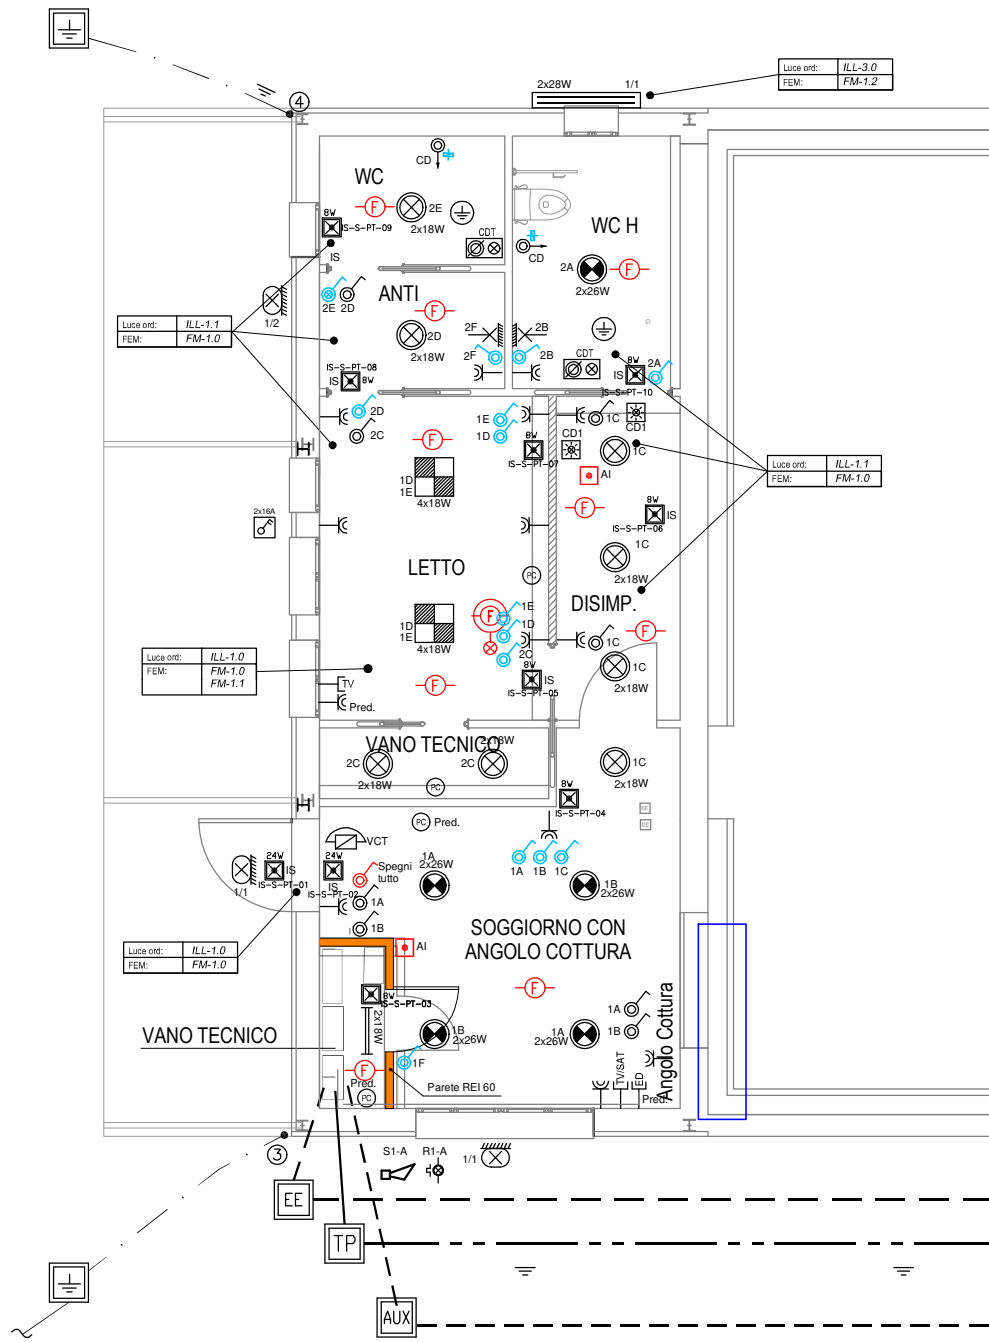 2x28W 1/1
Luce ord: ILL-3.0
FEM: FM-1.2
4
CD
WC
F
2E
2x18W
8W
IS-S-PT-09
IS
CDT
WC H
CD
2A
2x26W
F
2E 2D
1/2
ANTI
F
2D
2x18W
2F
2B
2F
2B
CDT
Luce ord: ILL-1.1
FEM: FM-1.0
IS-S-PT-08
IS 8W
8W
IS
2A
IS-S-PT-10
2D
2C
F
1E
1D
8W
IS-S-PT-07
CD1
1C
CD1
1C
AI
1D
1E
4x18W
F
Luce ord: ILL-1.1
FEM: FM-1.0
2x16A
8W
IS
IS-S-PT-06
1C
2x18W
LETTO
PC
DISIMP.
1E
F
1D
1D
1E
4x18W
2C
1C
F
1C
2x18W
Luce ord: ILL-1.0
FEM: FM-1.0
FM-1.1
8W
IS
IS-S-PT-05
F
TV
Pred.
VANO TECNICO
2x18W
2C
2x18W
2C
1C
2x18W
PC
8W
IS-S-PT-04
EE
EE
PC Pred.
VCT
1A 1B 1C
24W
IS
IS-S-PT-01
1/1
24W
IS
IS-S-PT-02
Spegni
tutto
1A
2x26W
1B
2x26W
1A
1B
Luce ord: ILL-1.0
FEM: FM-1.0
AI
SOGGIORNO CON
ANGOLO COTTURA
F
8W
IS-S-PT-03
2x18W
VANO TECNICO
1B
2x26W
1A
2x26W
1A
1B
Angolo Cottura
1F
F
Pred.
PC
Parete REI 60
TV/SAT
ED
Pred.
3
S1-A R1-A 1/1
EE
TP
AUX